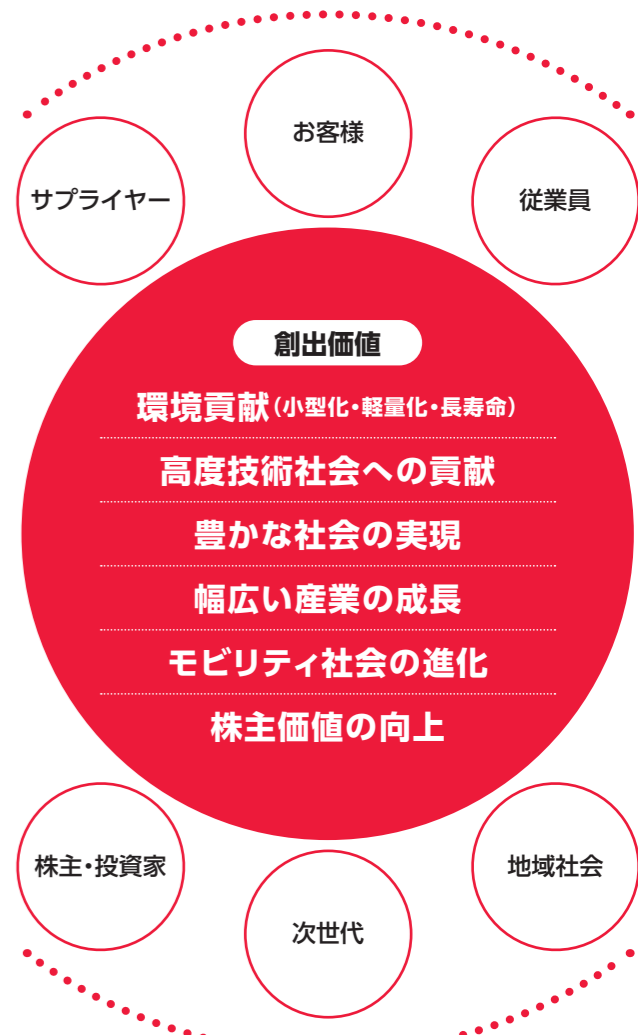 お客様
サプライヤー
従業員
創出価値
環境貢献(小型化・軽量化・長寿命)
高度技術社会への貢献
豊かな社会の実現
幅広い産業の成長
モビリティ社会の進化
株主価値の向上
株主・投資家
地域社会
次世代